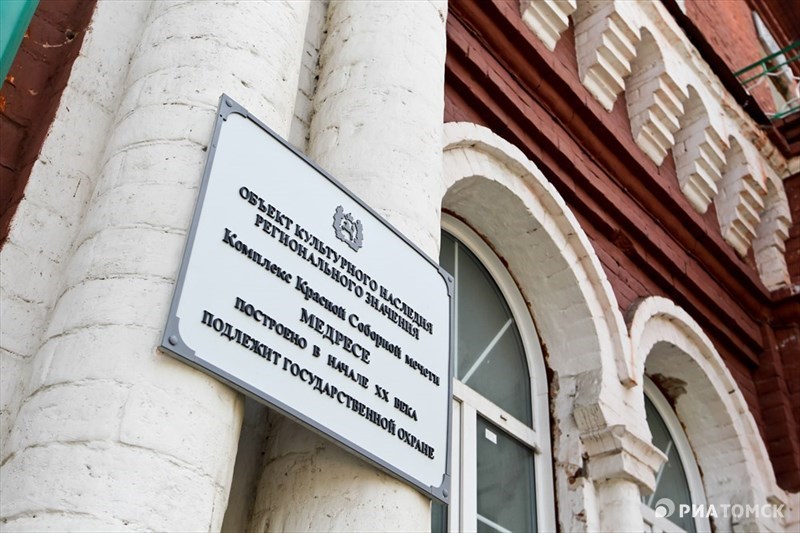 ОБЪЕКТ КУЛЬТУРНОГО НАСЛЕДИЯ
РЕГИОНАЛЬНОГО ЗНАЧЕНИЯ
Комплекс Красной Соборной мечети
МЕДРЕСЕ
ПОСТРОЕНО В НАЧАЛЕ XX ВЕКА
ПОДЛЕЖИТ ГОСУДАРСТВЕННОЙ ОХРАНЕ
РИАТОМСК